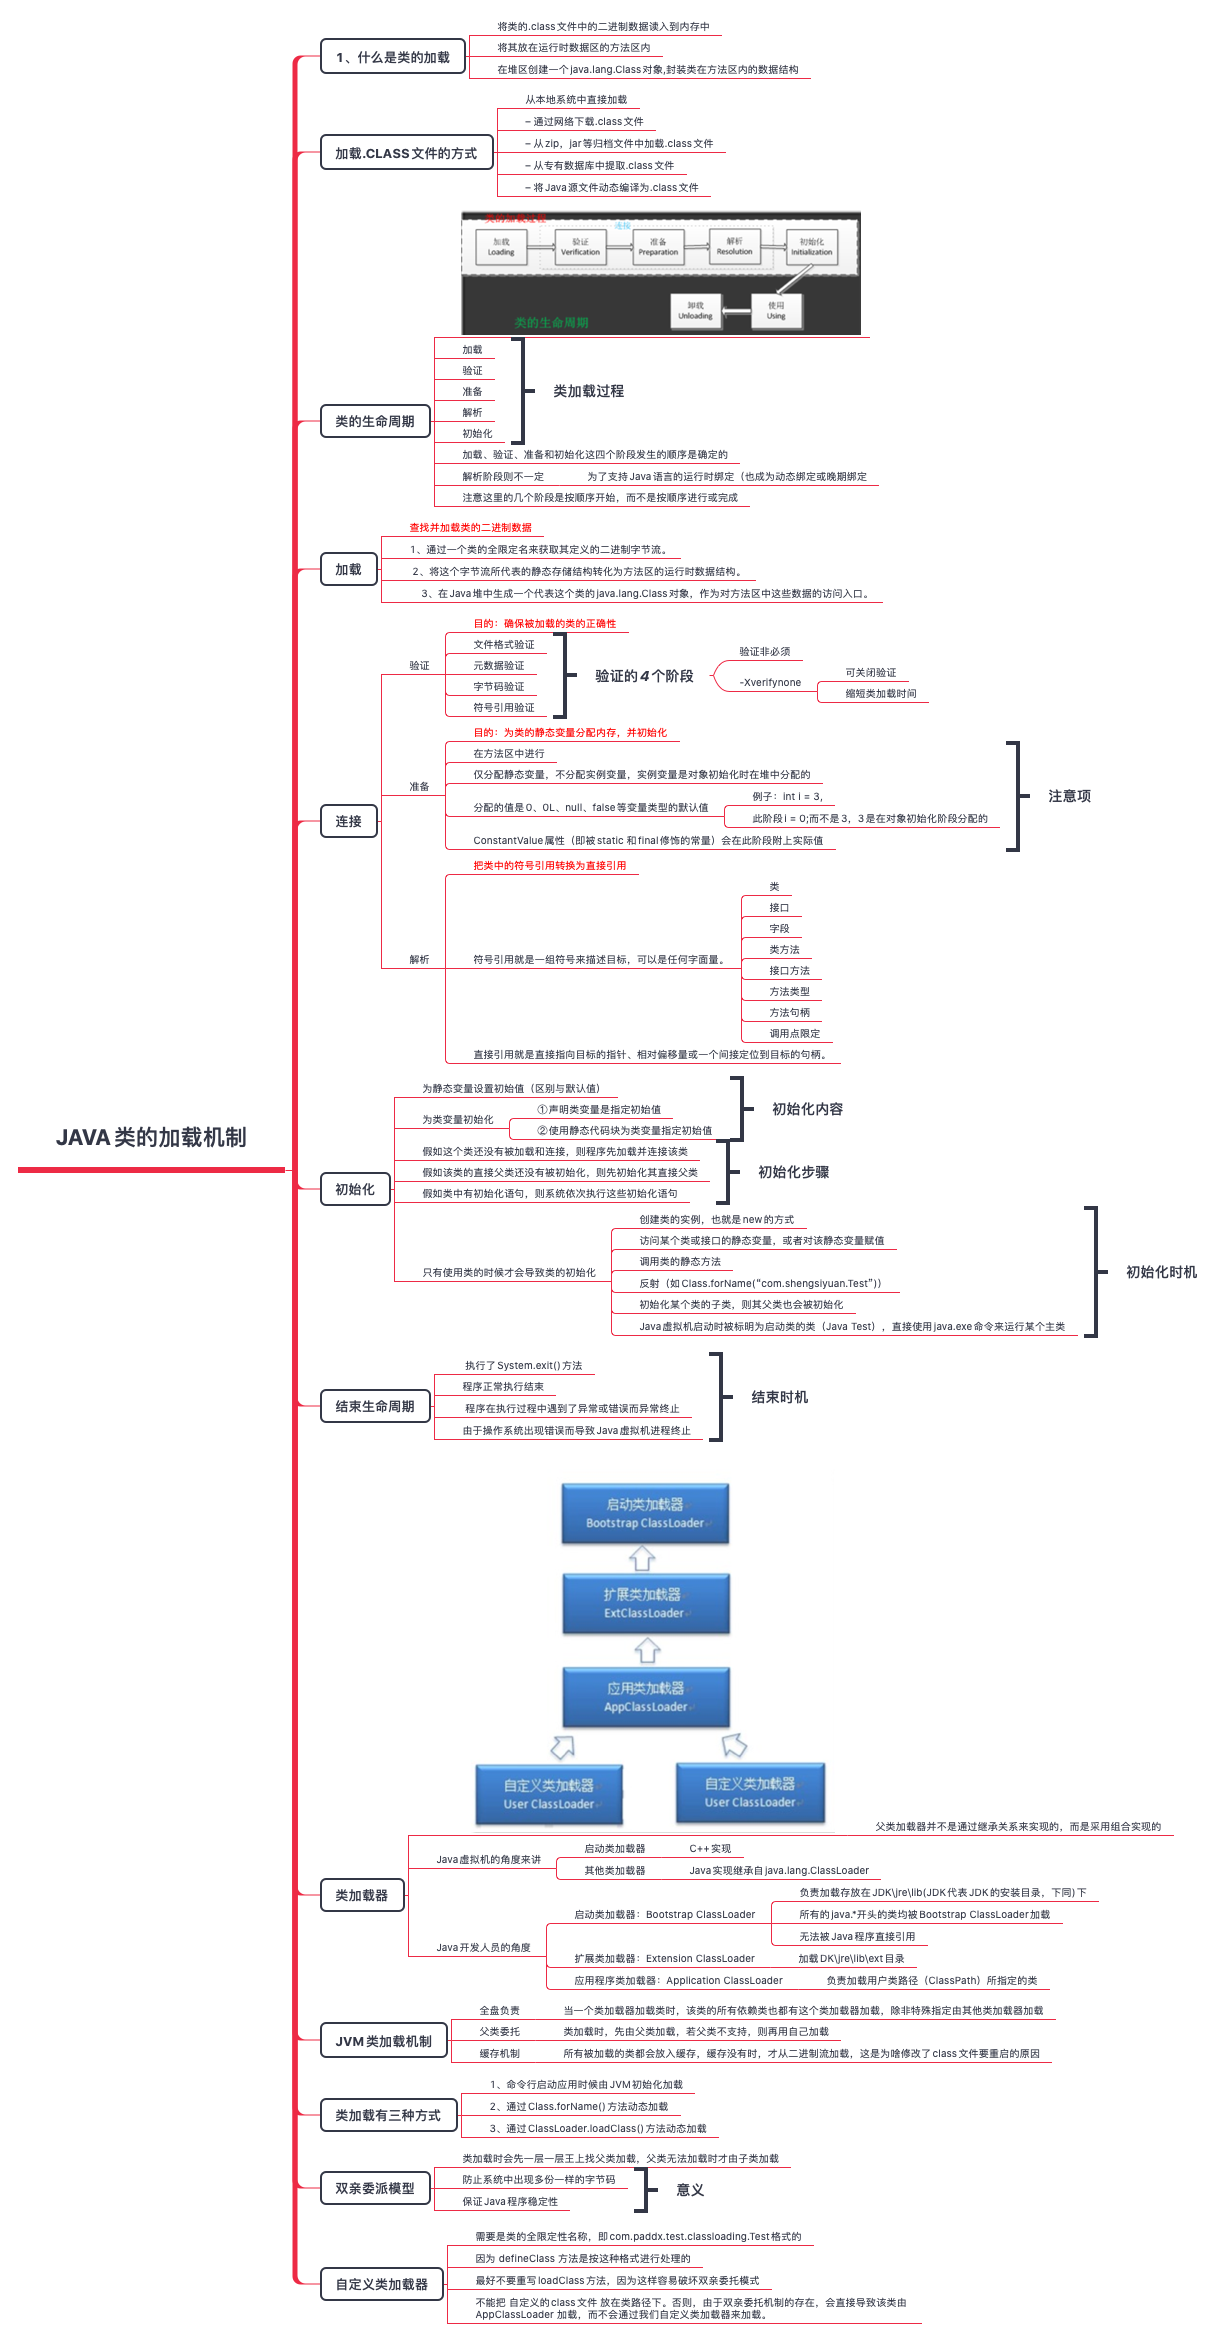 JAVA类的加载机制
1、什么是类的加载
将类的.class文件中的二进制数据读入到内存中
将其放在运行时数据区的方法区内
在堆区创建一个java.lang.Class对象,封装类在方法区内的数据结构
加载.CLASS文件的方式
从本地系统中直接加载
– 通过网络下载.class文件
– 从zip，jar等归档文件中加载.class文件
– 从专有数据库中提取.class文件
– 将Java源文件动态编译为.class文件
类的加载过程
连接
加载
Loading
验证
Verification
准备
Preparation
解析
Resolution
初始化
Initialization
卸载
Unloading
使用
Using
类的生命周期
类的生命周期
加载
验证
准备
解析
初始化
类加载过程
加载、验证、准备和初始化这四个阶段发生的顺序是确定的
解析阶段则不一定
为了支持Java语言的运行时绑定（也成为动态绑定或晚期绑定
注意这里的几个阶段是按顺序开始，而不是按顺序进行或完成
加载
查找并加载类的二进制数据
1、通过一个类的全限定名来获取其定义的二进制字节流。
2、将这个字节流所代表的静态存储结构转化为方法区的运行时数据结构。
3、在Java堆中生成一个代表这个类的java.lang.Class对象，作为对方法区中这些数据的访问入口。
连接
验证
目的：确保被加载的类的正确性
文件格式验证
元数据验证
字节码验证
符号引用验证
验证的4个阶段
验证非必须
-Xverifynone
可关闭验证
缩短类加载时间
准备
目的：为类的静态变量分配内存，并初始化
在方法区中进行
仅分配静态变量，不分配实例变量，实例变量是对象初始化时在堆中分配的
分配的值是0、0L、null、false等变量类型的默认值
例子：int i = 3，
此阶段i = 0;而不是3，3是在对象初始化阶段分配的
ConstantValue属性（即被static 和final修饰的常量）会在此阶段附上实际值
注意项
解析
把类中的符号引用转换为直接引用
符号引用就是一组符号来描述目标，可以是任何字面量。
类
接口
字段
类方法
接口方法
方法类型
方法句柄
调用点限定
直接引用就是直接指向目标的指针、相对偏移量或一个间接定位到目标的句柄。
初始化
为静态变量设置初始值（区别与默认值）
为类变量初始化
①声明类变量是指定初始值
②使用静态代码块为类变量指定初始值
初始化内容
假如这个类还没有被加载和连接，则程序先加载并连接该类
假如该类的直接父类还没有被初始化，则先初始化其直接父类
假如类中有初始化语句，则系统依次执行这些初始化语句
初始化步骤
只有使用类的时候才会导致类的初始化
创建类的实例，也就是new的方式
访问某个类或接口的静态变量，或者对该静态变量赋值
调用类的静态方法
反射（如Class.forName(“com.shengsiyuan.Test”)）
初始化某个类的子类，则其父类也会被初始化
Java虚拟机启动时被标明为启动类的类（Java Test），直接使用java.exe命令来运行某个主类
初始化时机
结束生命周期
执行了System.exit()方法
程序正常执行结束
程序在执行过程中遇到了异常或错误而异常终止
由于操作系统出现错误而导致Java虚拟机进程终止
结束时机
启动类加载器
Bootstrap ClassLoader
扩展类加载器
ExtClassLoader
应用类加载器
AppClassLoader
自定义类加载器
User ClassLoader
自定义类加载器
User ClassLoader
类加载器
父类加载器并不是通过继承关系来实现的，而是采用组合实现的
Java虚拟机的角度来讲
启动类加载器
C++实现
其他类加载器
Java实现继承自java.lang.ClassLoader
Java开发人员的角度
启动类加载器：Bootstrap ClassLoader
负责加载存放在JDK\jre\lib(JDK代表JDK的安装目录，下同)下
所有的java.*开头的类均被Bootstrap ClassLoader加载
无法被Java程序直接引用
扩展类加载器：Extension ClassLoader
加载DK\jre\lib\ext目录
应用程序类加载器：Application ClassLoader
负责加载用户类路径（ClassPath）所指定的类
JVM类加载机制
全盘负责
当一个类加载器加载类时，该类的所有依赖类也都有这个类加载器加载，除非特殊指定由其他类加载器加载
父类委托
类加载时，先由父类加载，若父类不支持，则再用自己加载
缓存机制
所有被加载的类都会放入缓存，缓存没有时，才从二进制流加载，这是为啥修改了class文件要重启的原因
类加载有三种方式
1、命令行启动应用时候由JVM初始化加载
2、通过Class.forName()方法动态加载
3、通过ClassLoader.loadClass()方法动态加载
双亲委派模型
类加载时会先一层一层王上找父类加载，父类无法加载时才由子类加载
防止系统中出现多份一样的字节码
保证Java程序稳定性
意义
自定义类加载器
需要是类的全限定性名称，即com.paddx.test.classloading.Test格式的
因为 defineClass 方法是按这种格式进行处理的
最好不要重写loadClass方法，因为这样容易破坏双亲委托模式
不能把 自定义的class文件 放在类路径下。否则，由于双亲委托机制的存在，会直接导致该类由
AppClassLoader 加载，而不会通过我们自定义类加载器来加载。